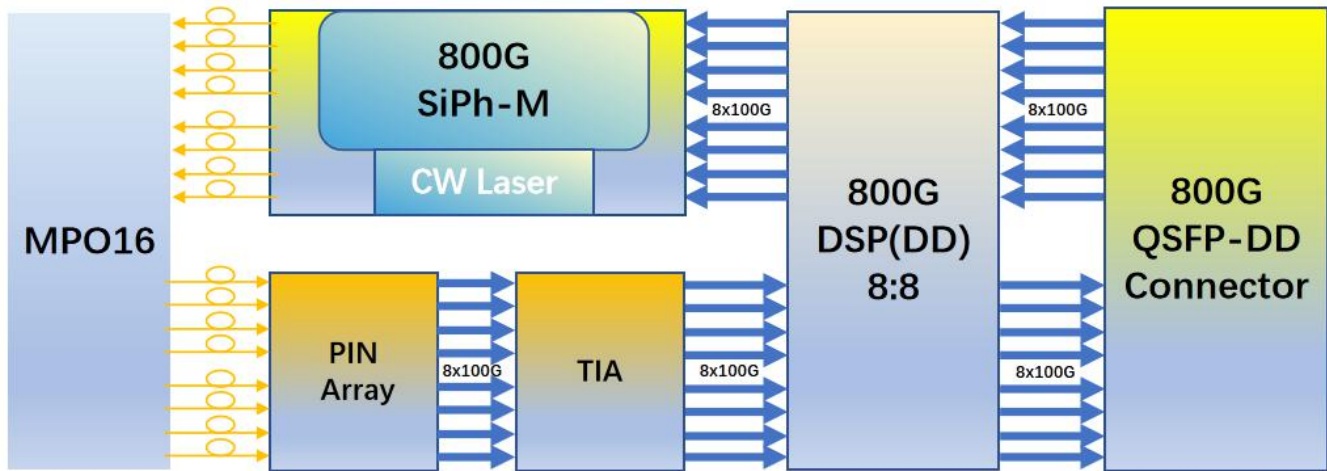 MPO16
800G
SiPh-M
CW Laser
8x100G
800G
DSP(DD)
8:8
8x100G
800G
QSFP-DD
Connector
PIN
Array
8x100G
TIA
8x100G
8x100G